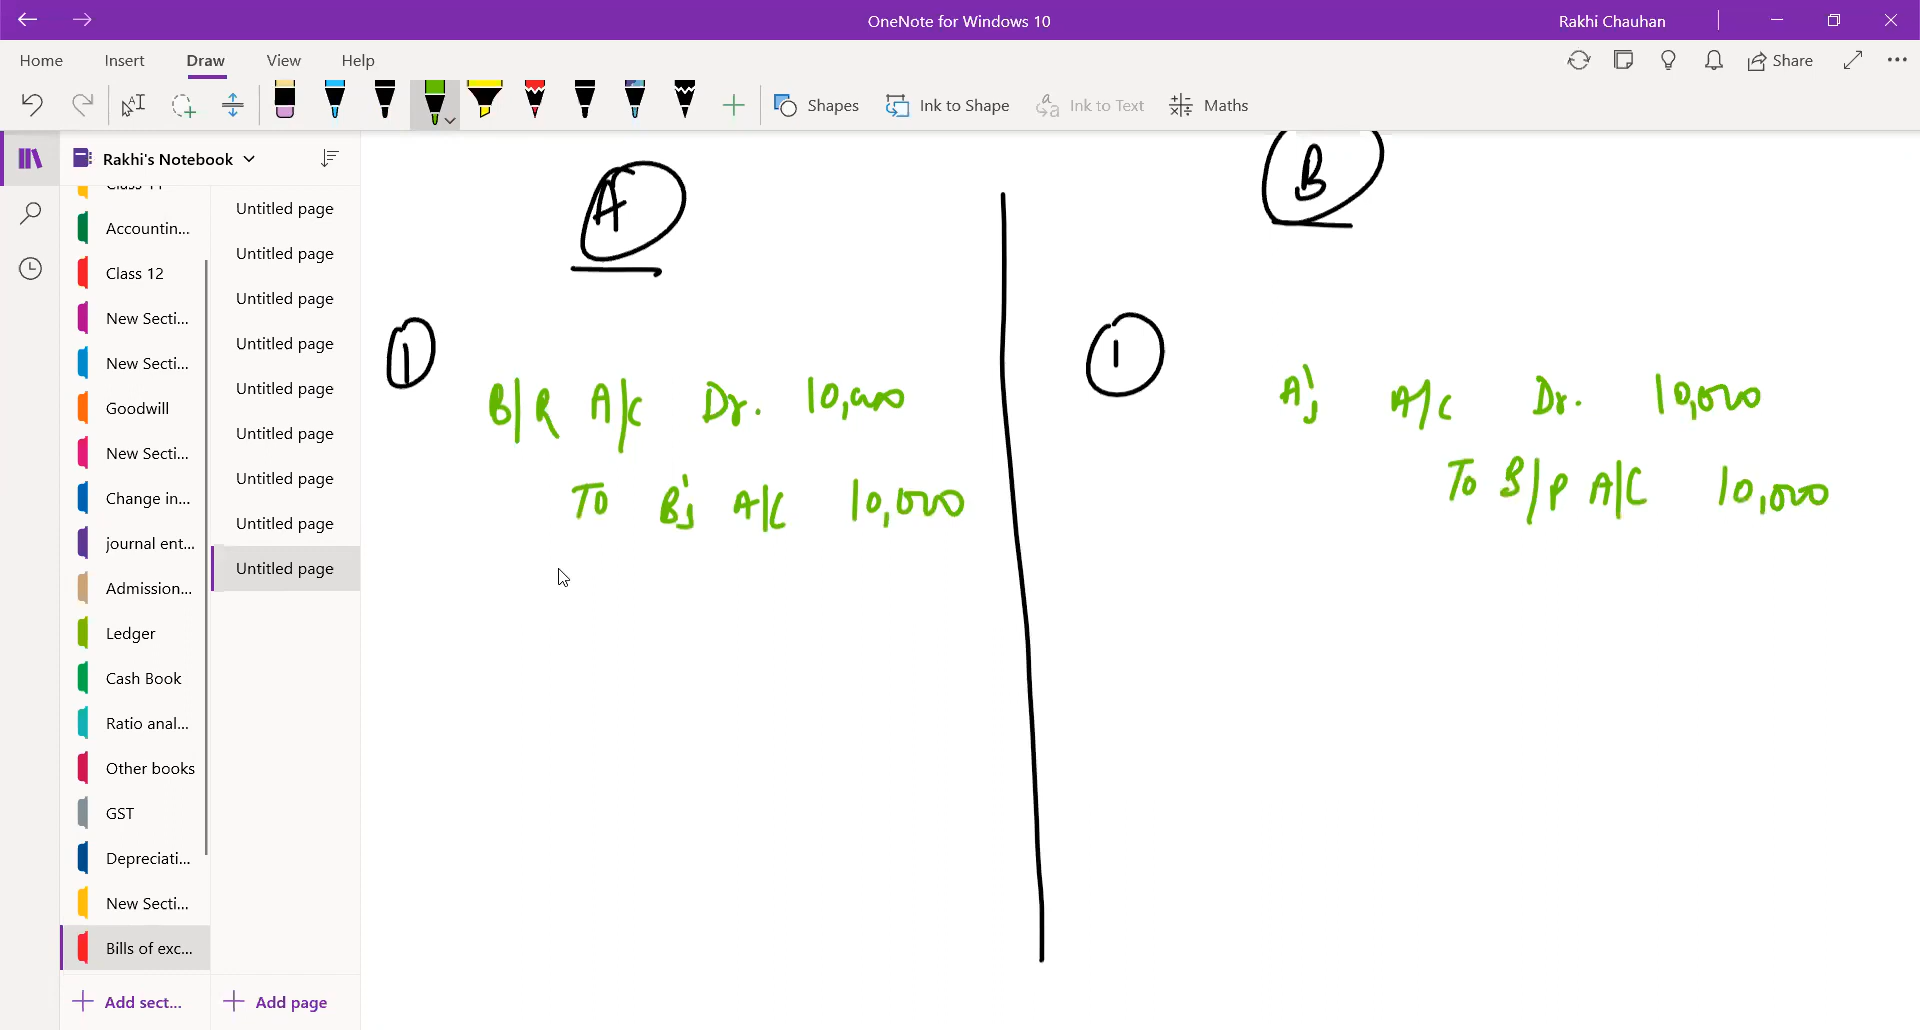 OneNote for Windows 10
Rakhi Chauhan
Home Insert Draw View Help
Share
Shapes Ink to Shape Ink to Text Maths
Rakhi's Notebook
Class 11
Accountin...
Class 12
New Secti...
New Secti...
Goodwill
New Secti...
Change in...
journal ent...
Admission...
Ledger
Cash Book
Ratio anal...
Other books
GST
Depreciati...
New Secti...
Bills of exc...
Add sect...
Untitled page
Untitled page
Untitled page
Untitled page
Untitled page
Untitled page
Untitled page
Untitled page
Untitled page
Add page
A
1
B/R A/C Dr. 10,000
To B's A/C 10,000
B
1
A's A/c Dr. 10,000
To B/P A/C 10,000